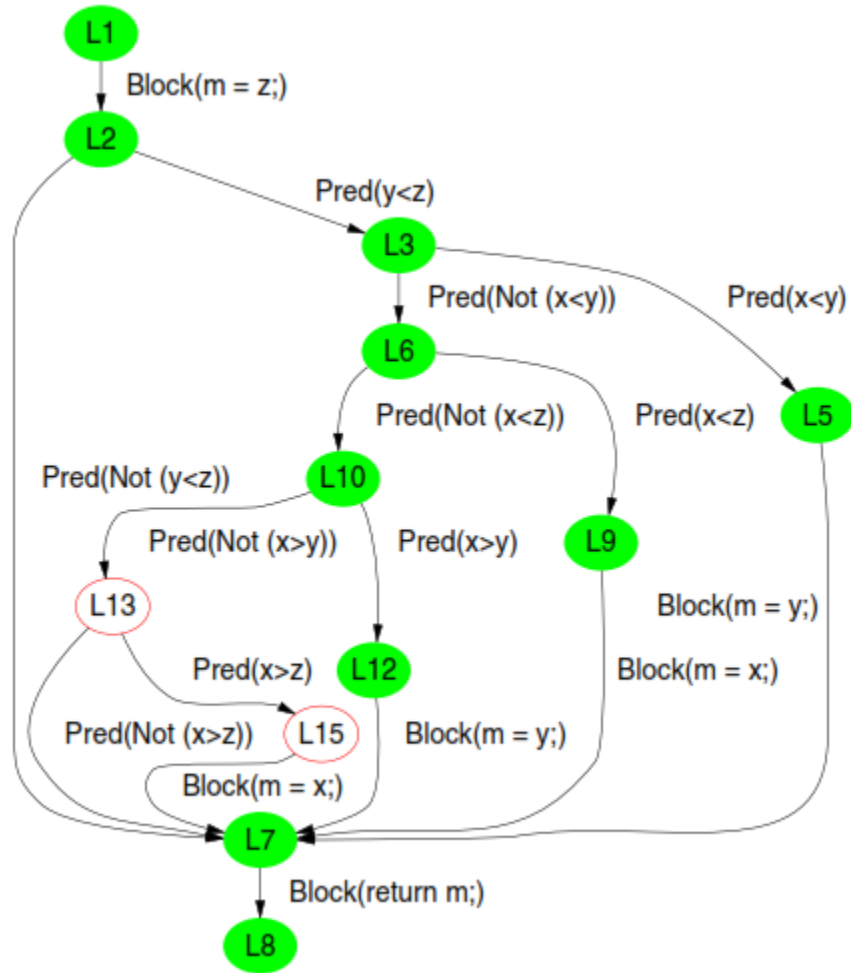 L1
Block(m = z;)
L2
Pred(y<z)
L3
Pred(Not (x<y))
Pred(x<y)
L6
Pred(Not (x<z))
Pred(x<z)
L5
Pred(Not (y<z))
L10
Pred(Not (x>y))
Pred(x>y)
L9
L13
Block(m = y;)
Pred(x>z)
L12
Block(m = x;)
Pred(Not (x>z))
L15
Block(m = y;)
Block(m = x;)
L7
Block(return m;)
L8